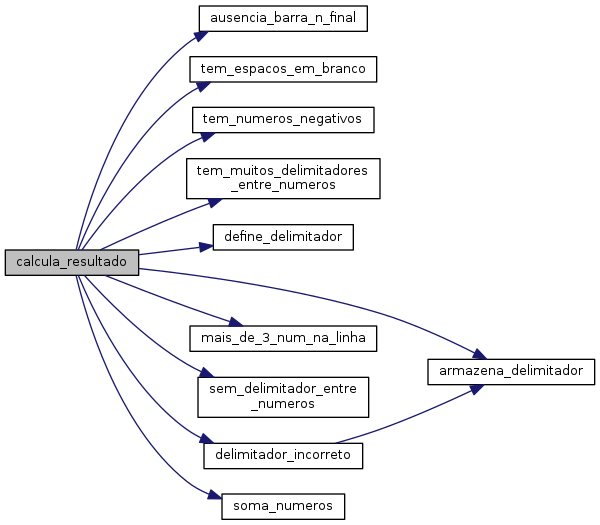 ausencia_barra_n_final
tem_espacos_em_branco
tem_numeros_negativos
tem_muitos_delimitadores
_entre_numeros
define_delimitador
calcula_resultado
mais_de_3_num_na_linha
armazena_delimitador
sem_delimitador_entre
_numeros
delimitador_incorreto
soma_numeros